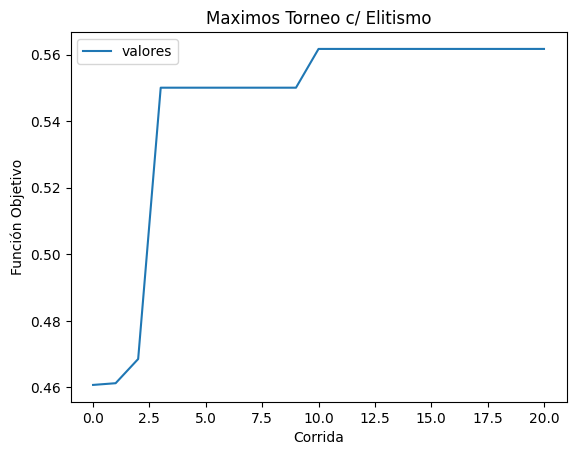 Maximos Torneo c/ Elitismo
valores
Función Objetivo
0.56
0.54
0.52
0.50
0.48
0.46
0.0 2.5 5.0 7.5 10.0 12.5 15.0 17.5 20.0
Corrida